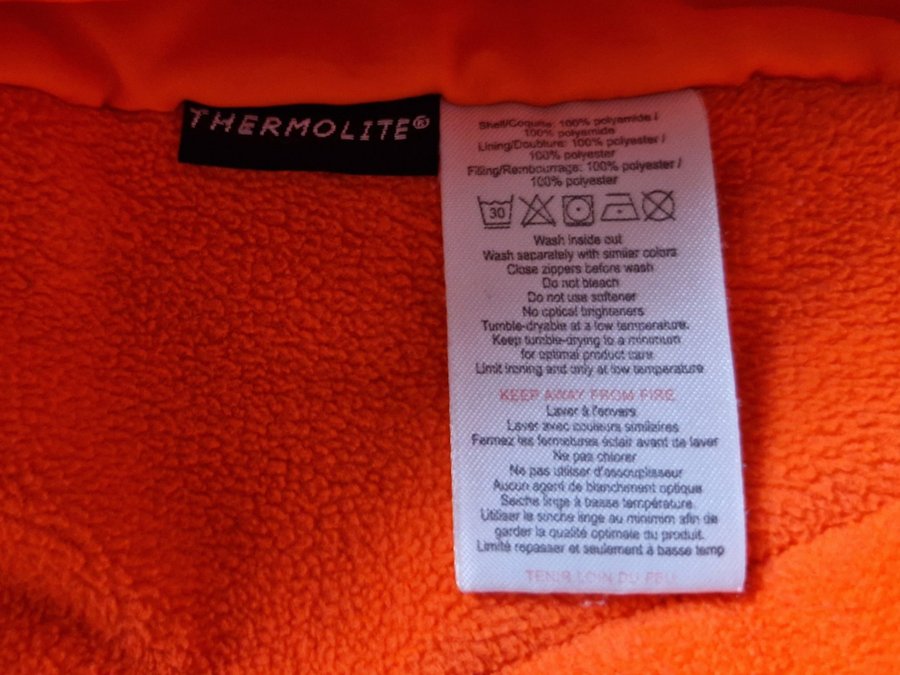 THERMOLITE®
Shell/Coquille: 100% polyamide /
100% polyamide
Lining/Doublure: 100% polyester /
100% polyester
Filling/Rembourrage: 100% polyester /
100% polyester
30
Wash inside out
Wash separately with similar colors
Close zippers before wash
Do not bleach
Do not use softener
No optical brighteners
Tumble-dryable at a low temperature.
Keep tumble-drying to a minimum
for optimal product care
Limit ironing and only at low temperature
KEEP AWAY FROM FIRE
Laver à l'envers
Laver avec couleurs similaires
Fermez les fermetures éclair avant de laver
Ne pas chlorer
Ne pas utiliser d'assouplisseur
Aucun agent de blanchiment optique
Sèche linge à basse température.
Utiliser le sèche linge au minimum afin de
garder la qualité optimale du produit.
Limité repasser et seulement à basse temp
TENIR LOIN DU FEU